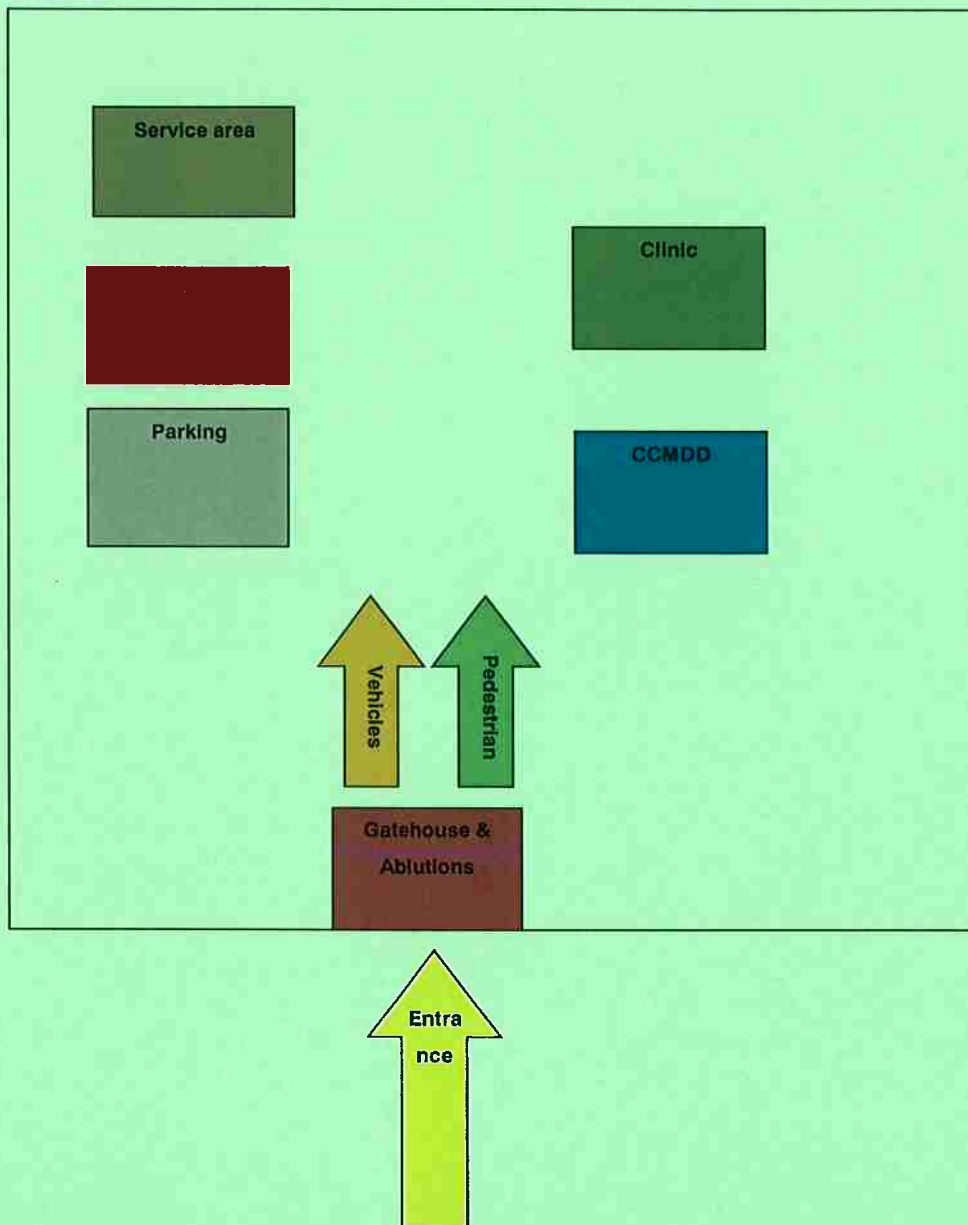 Service area
Clinic
Parking
CCMDD
Vehicles
Pedestrian
Gatehouse &
Ablutions
Entra
nce